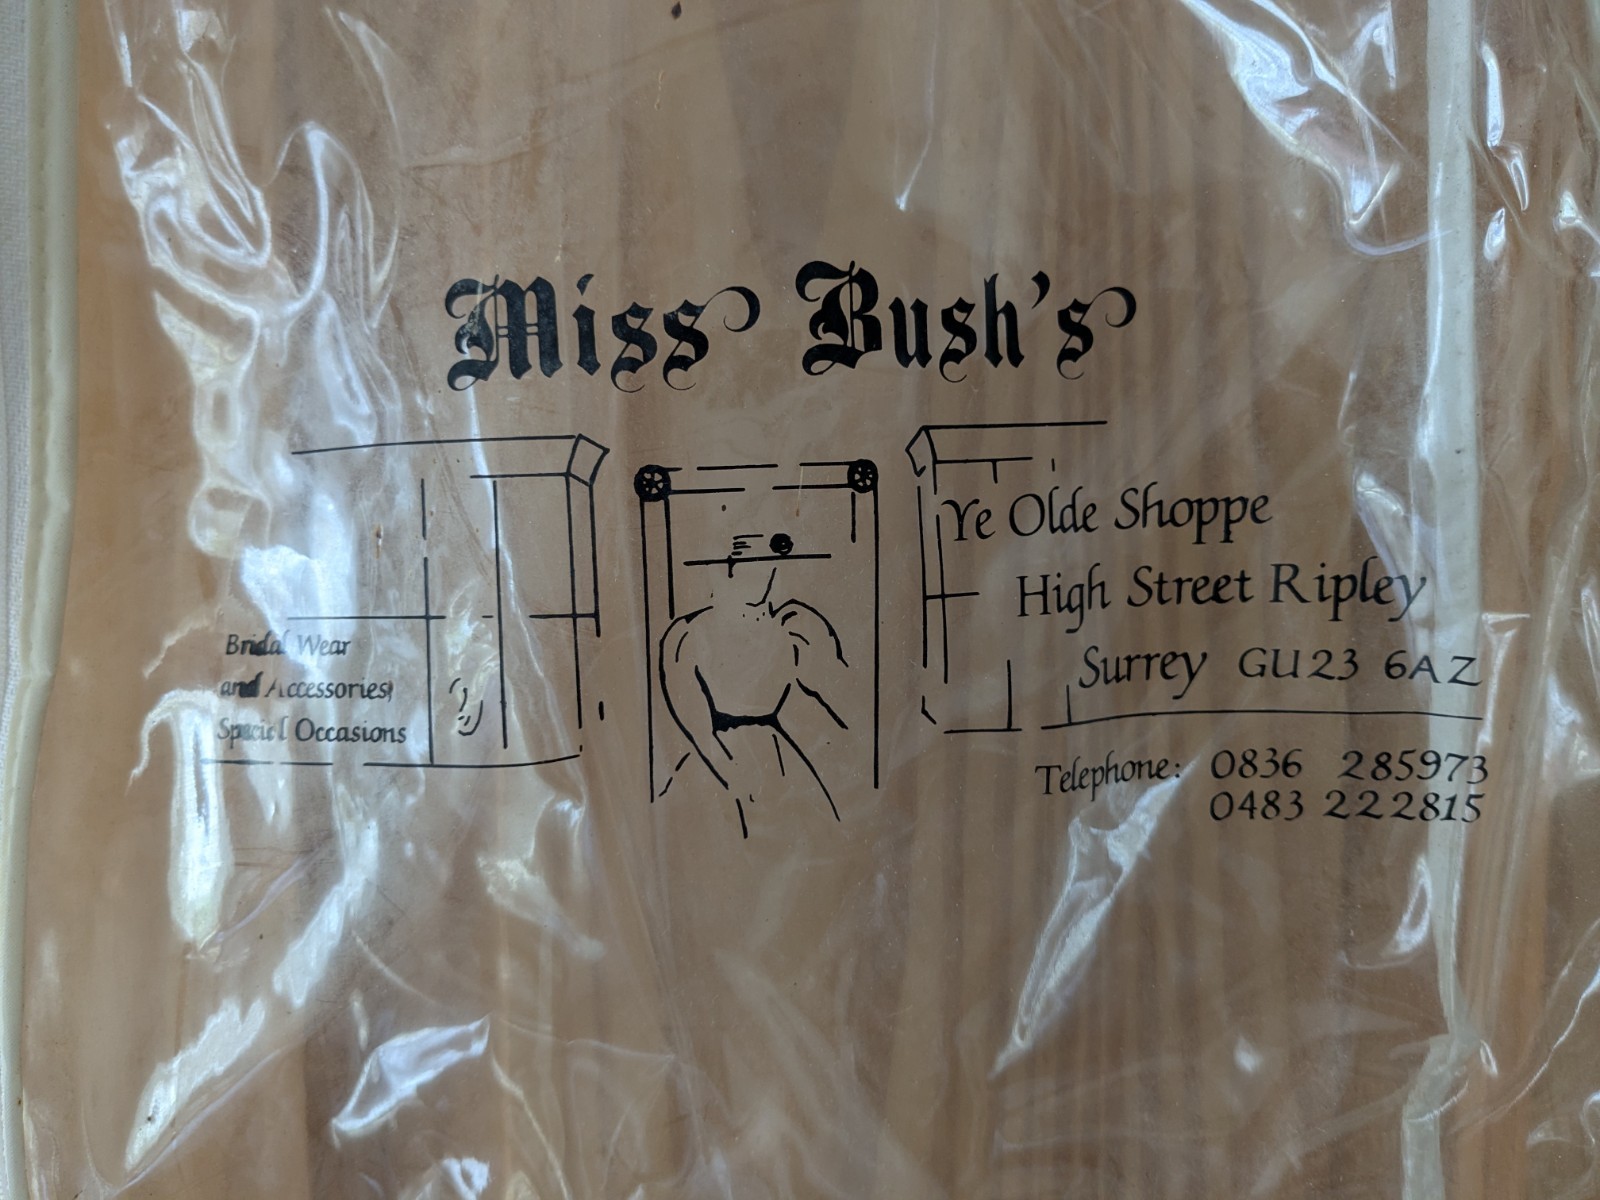 Miss Bush's
Ye Olde Shoppe
High Street Ripley
Surrey GU23 6AZ
Telephone: 0836 285973
0483 222815
Bridal Wear
and Accessories
Special Occasions